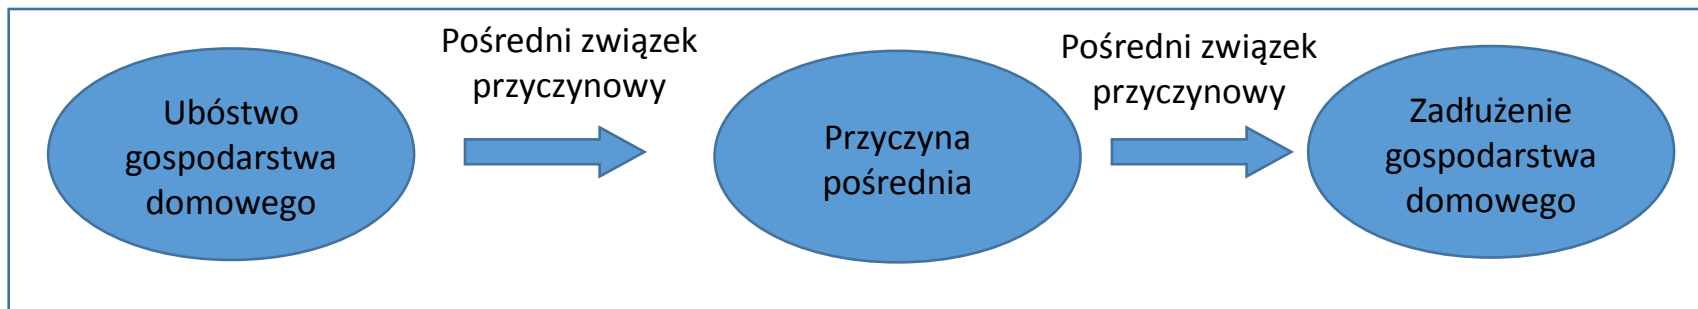 Ubóstwo
gospodarstwa
domowego
Pośredni związek
przyczynowy
Przyczyna
pośrednia
Pośredni związek
przyczynowy
Zadłużenie
gospodarstwa
domowego